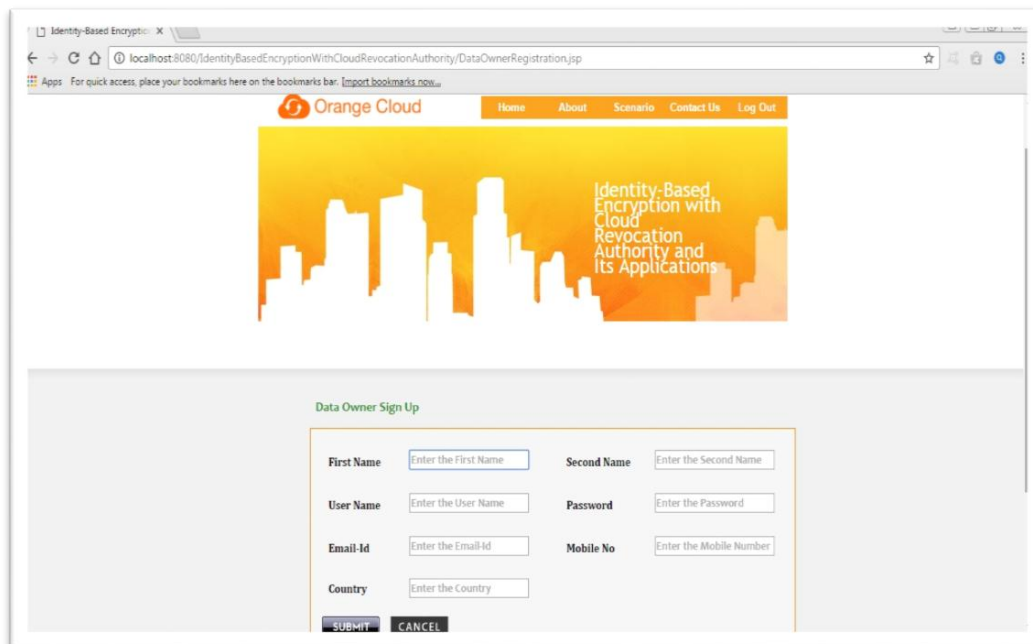 Identity-Based Encryptio
localhost:8080/IdentityBasedEncryptionWithCloudRevocationAuthority/DataOwnerRegistration.jsp
Apps For quick access, place your bookmarks here on the bookmarks bar. Import bookmarks now...
Orange Cloud Home About Scenario Contact Us Log Out
Identity-Based
Encryption with
Cloud
Revocation
Authority and
Its Applications
Data Owner Sign Up
First Name Enter the First Name Second Name Enter the Second Name
User Name Enter the User Name Password Enter the Password
Email-Id Enter the Email-Id Mobile No Enter the Mobile Number
Country Enter the Country
SUBMIT CANCEL